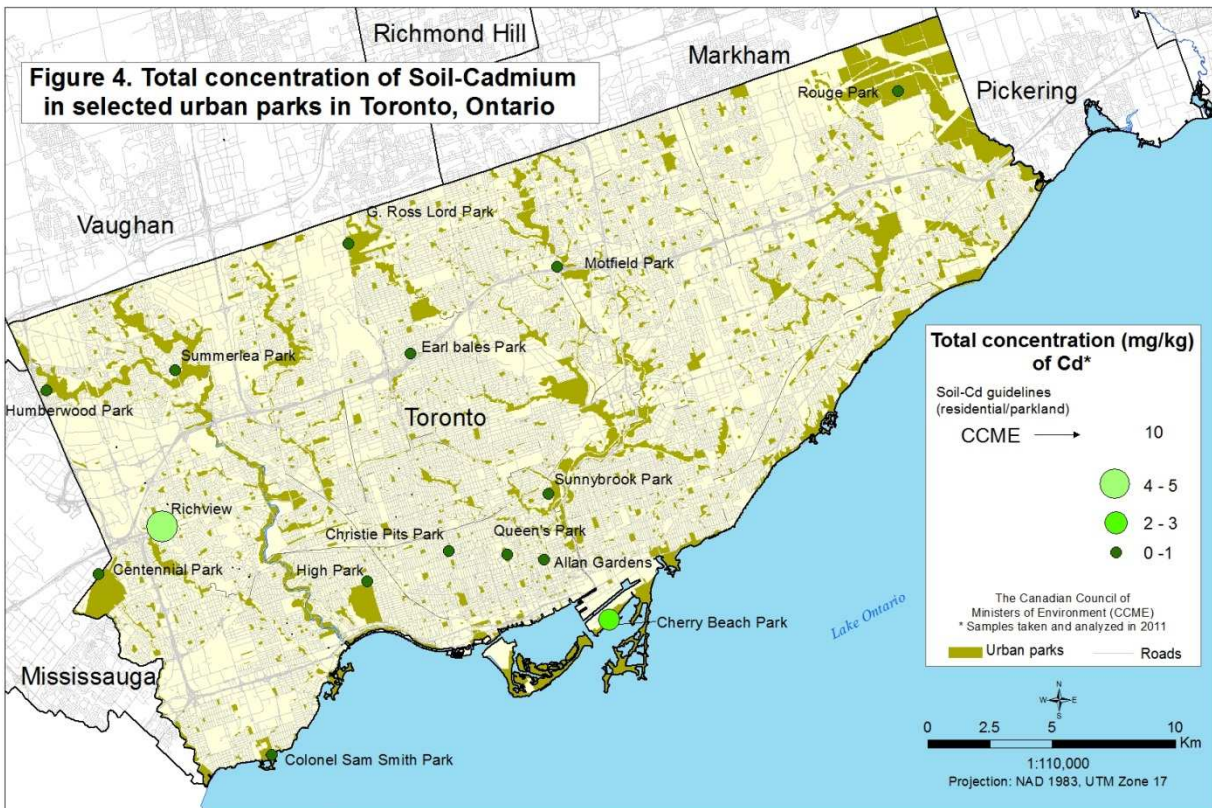 Richmond Hill
Markham
Figure 4. Total concentration of Soil-Cadmium
in selected urban parks in Toronto, Ontario
Rouge Park
Pickering
Vaughan
G. Ross Lord Park
Motfield Park
Summerlea Park
Earl bales Park
Humberwood Park
Toronto
Sunnybrook Park
Richview
Christie Pits Park
Queen's Park
Centennial Park
High Park
Allan Gardens
Cherry Beach Park
Lake Ontario
Mississauga
Colonel Sam Smith Park
Total concentration (mg/kg)
of Cd*
Soil-Cd guidelines
(residential/parkland)
CCME 10
4 - 5
2 - 3
0 -1
The Canadian Council of
Ministers of Environment (CCME)
* Samples taken and analyzed in 2011
Urban parks Roads
N
W E
S
0 2.5 5 10
Km
1:110,000
Projection: NAD 1983, UTM Zone 17